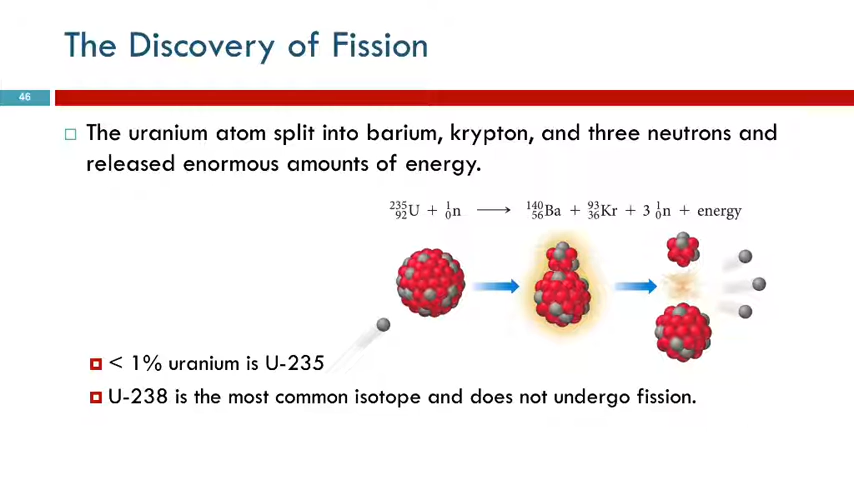 The Discovery of Fission
46
The uranium atom split into barium, krypton, and three neutrons and
released enormous amounts of energy.
²³⁵₉₂U + ¹₀n ⟶ ¹⁴⁰₅₆Ba + ⁹³₃₆Kr + 3 ¹₀n + energy
< 1% uranium is U-235
U-238 is the most common isotope and does not undergo fission.